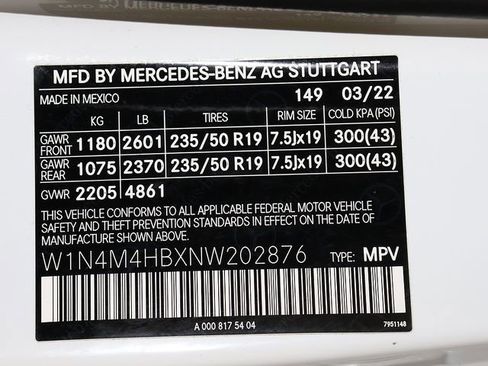 MFD BY MERCEDES-BENZ AG STUTTGART
MADE IN MEXICO 149 03/22
KG LB TIRES RIM SIZE COLD KPA (PSI)
GAWR FRONT 1180 2601 235/50 R19 7.5Jx19 300(43)
GAWR REAR 1075 2370 235/50 R19 7.5Jx19 300(43)
GVWR 2205 4861
THIS VEHICLE CONFORMS TO ALL APPLICABLE FEDERAL MOTOR VEHICLE
SAFETY AND THEFT PREVENTION STANDARDS IN EFFECT ON THE DATE
OF MANUFACTURE SHOWN ABOVE.
W1N4M4HBXNW202876 TYPE: MPV
A 000 817 54 04 7951148